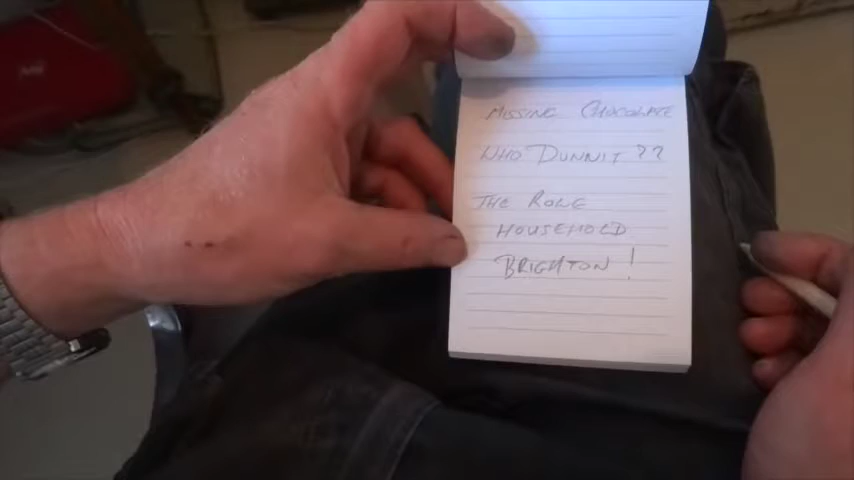 MISSING CHOCOLATE
WHO DUNNIT ??
THE ROWE
HOUSEHOLD
BRIGHTON !